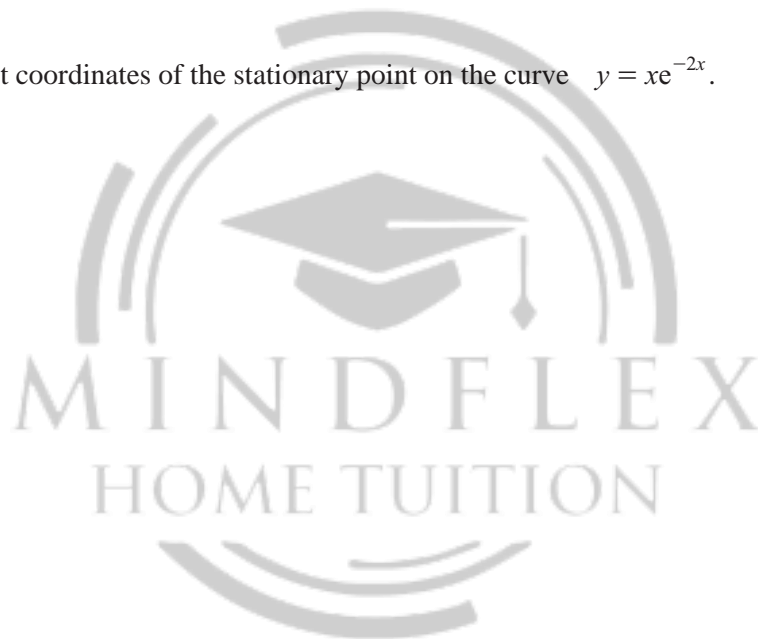 t coordinates of the stationary point on the curve y = xe⁻²ˣ.
MINDFLEX
HOME TUITION